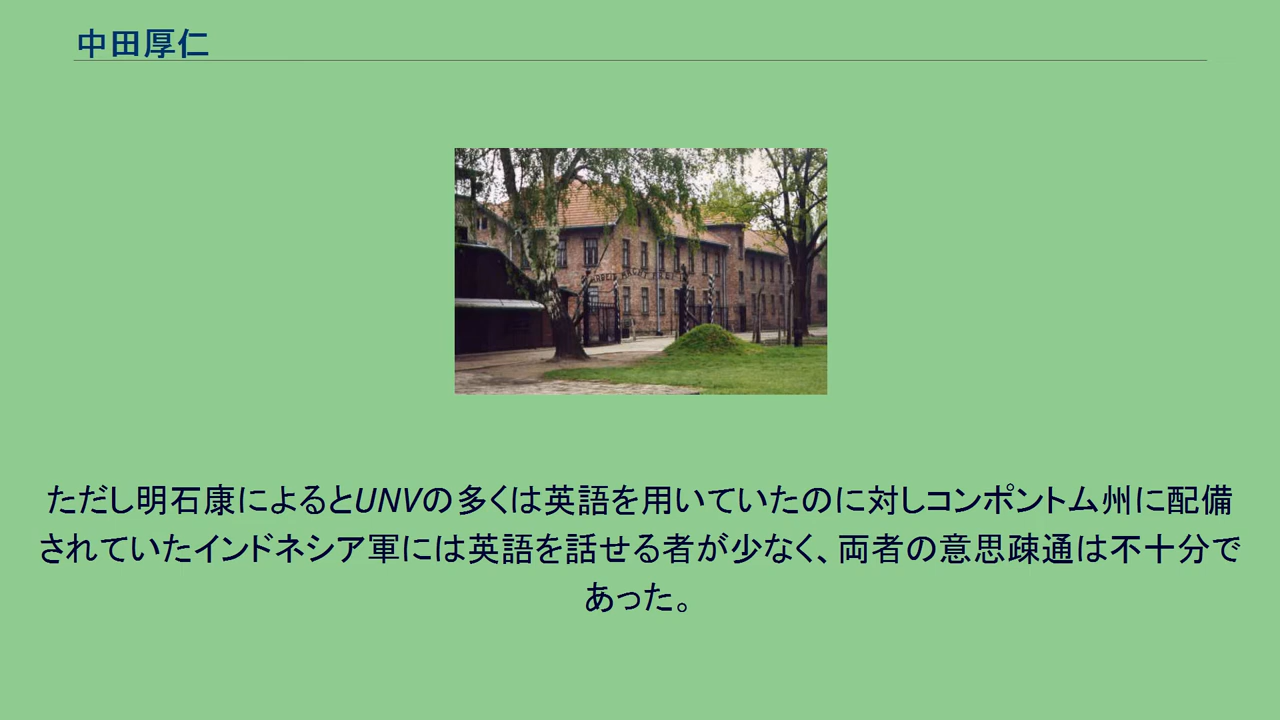 中田厚仁
ARBEIT MACHT FREI
ただし明石康によるとUNVの多くは英語を用いていたのに対しコンポントム州に配備
されていたインドネシア軍には英語を話せる者が少なく、両者の意思疎通は不十分で
あった。